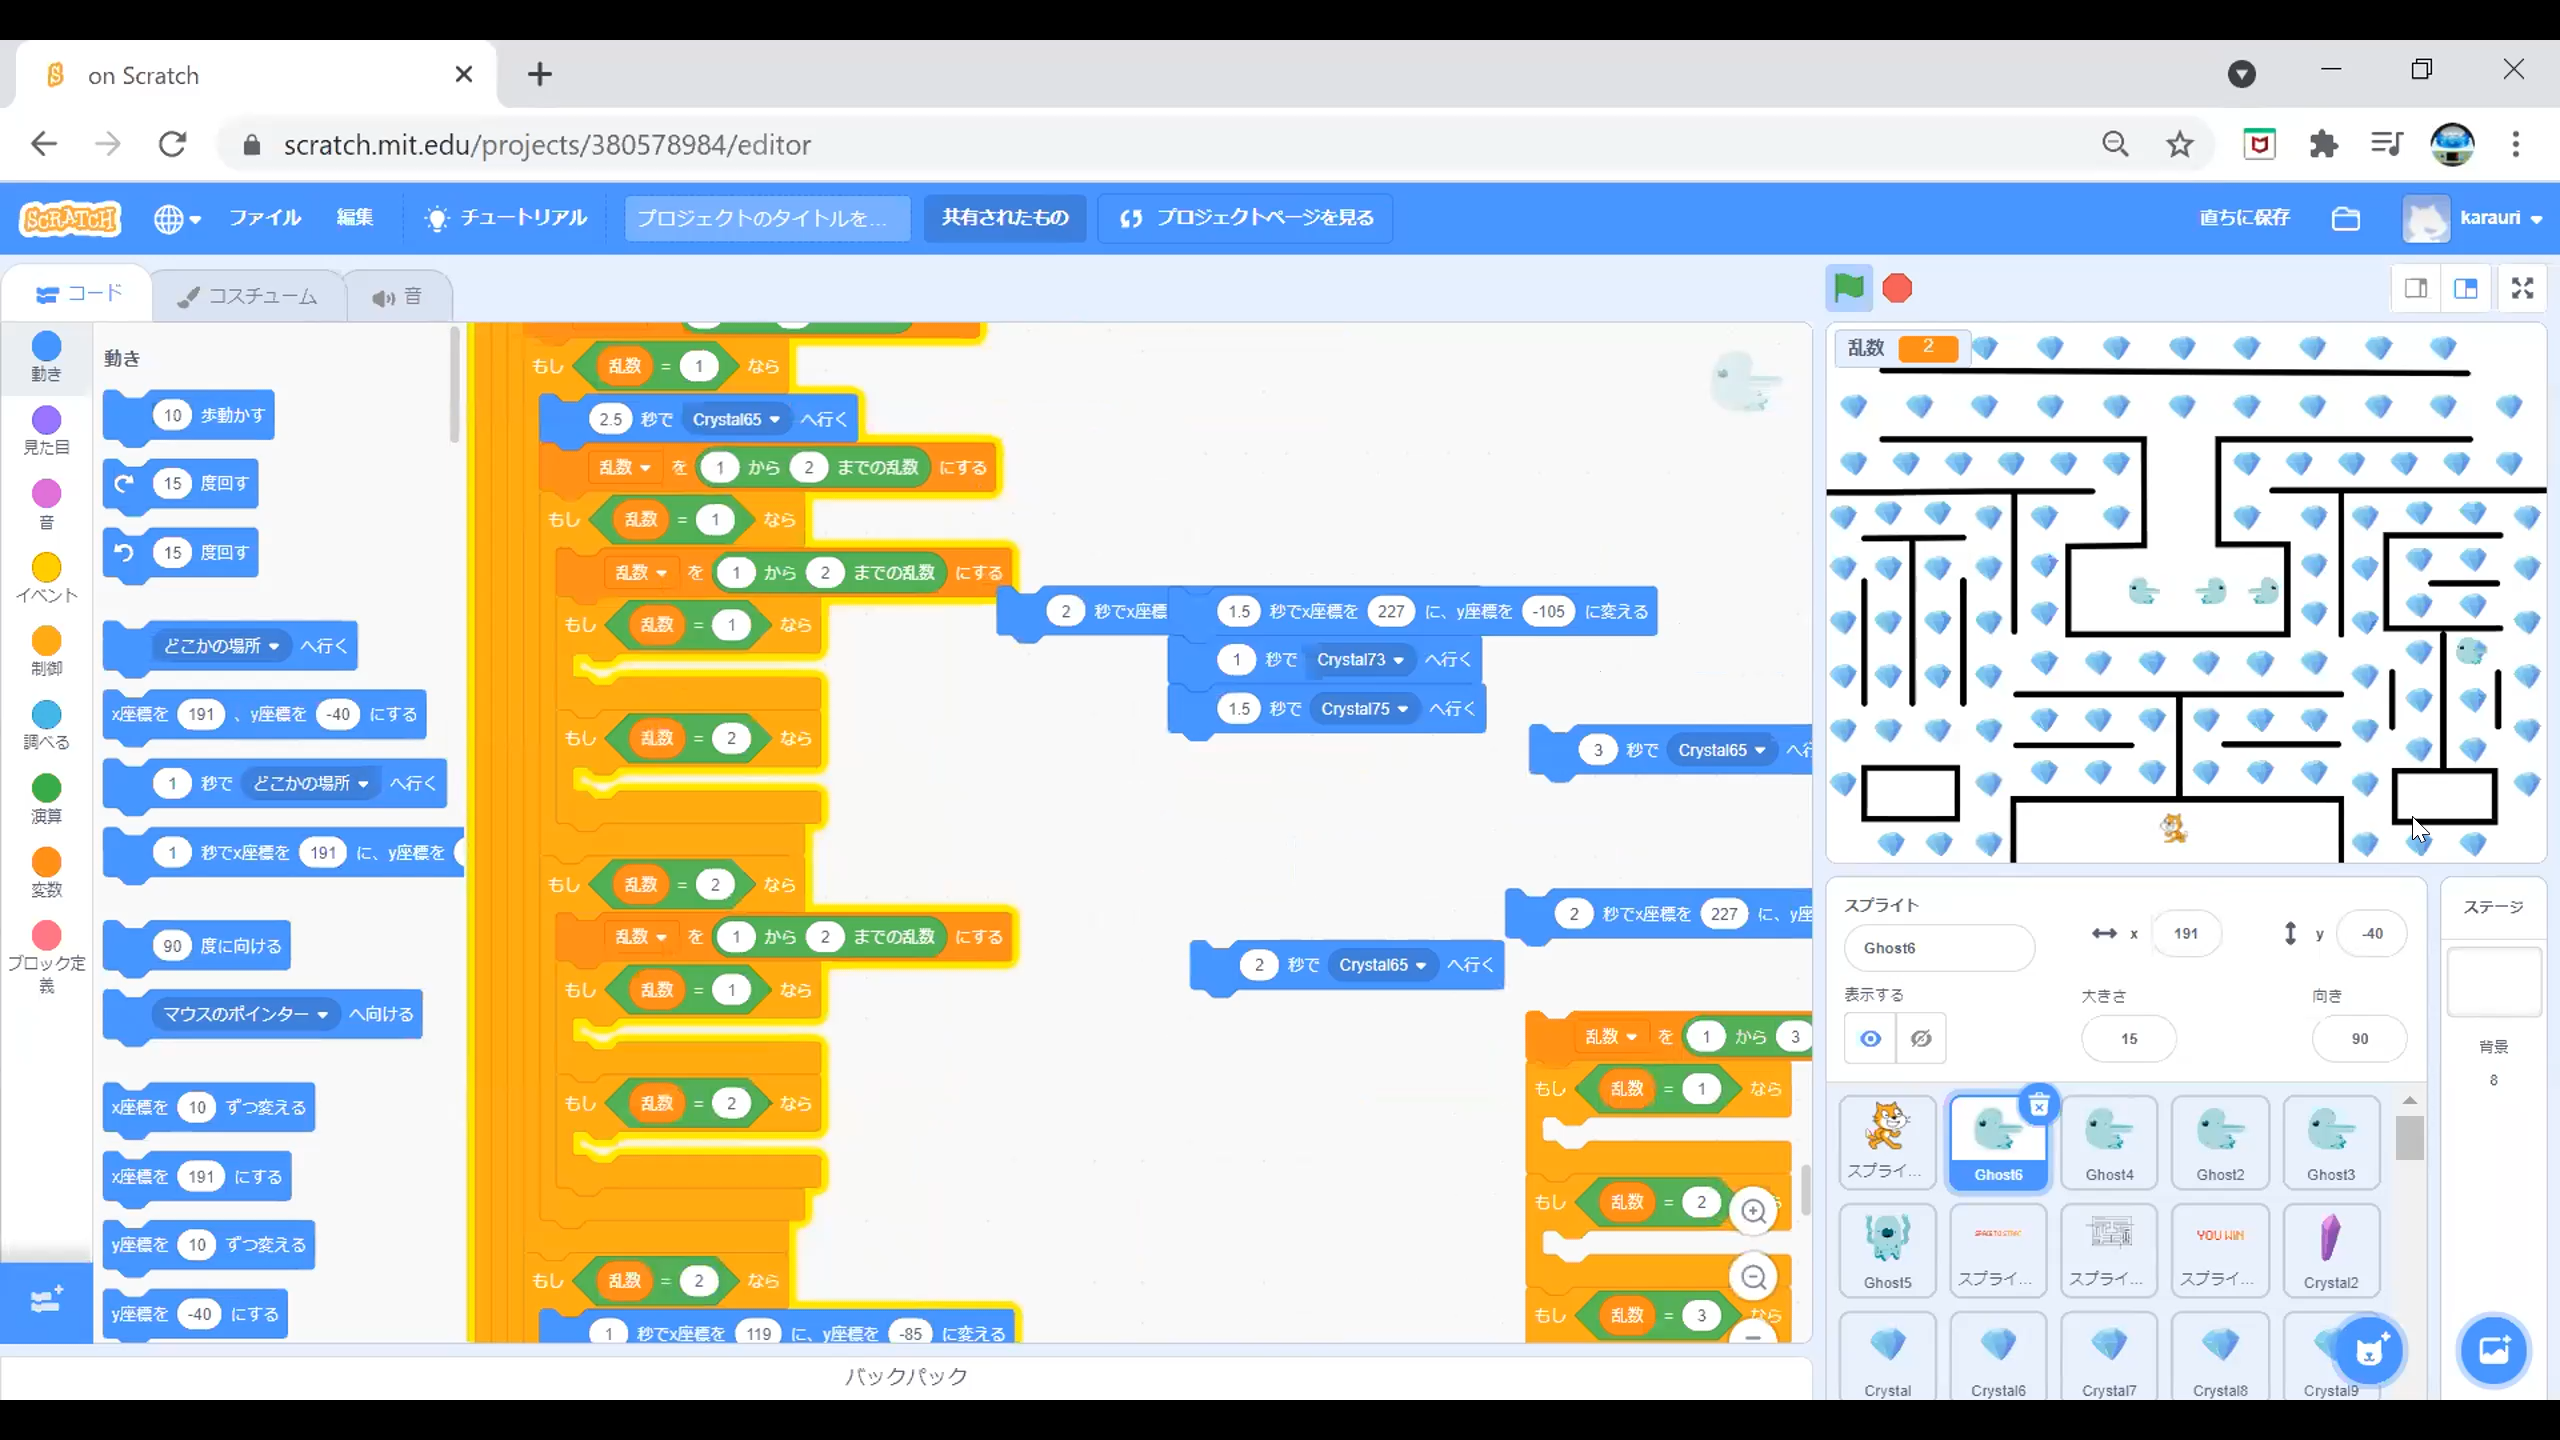 on Scratch
scratch.mit.edu/projects/380578984/editor
SCRATCH
ファイル
編集
チュートリアル
プロジェクトのタイトルを...
共有されたもの
プロジェクトページを見る
直ちに保存
karauri
コード
コスチューム
音
動き
見た目
音
イベント
制御
調べる
演算
変数
ブロック定義
動き
10 歩動かす
15 度回す
15 度回す
どこかの場所 へ行く
x座標を 191 、y座標を -40 にする
1 秒で どこかの場所 へ行く
1 秒でx座標を 191 に、y座標を
90 度に向ける
マウスのポインター へ向ける
x座標を 10 ずつ変える
x座標を 191 にする
y座標を 10 ずつ変える
y座標を -40 にする
もし 乱数 = 1 なら
2.5 秒で Crystal65 へ行く
乱数 を 1 から 2 までの乱数 にする
もし 乱数 = 1 なら
乱数 を 1 から 2 までの乱数 にする
もし 乱数 = 1 なら
もし 乱数 = 2 なら
もし 乱数 = 2 なら
乱数 を 1 から 2 までの乱数 にする
もし 乱数 = 1 なら
もし 乱数 = 2 なら
もし 乱数 = 2 なら
1 秒でx座標を 119 に、y座標を -85 に変える
2 秒でx座標
1.5 秒でx座標を 227 に、y座標を -105 に変える
1 秒で Crystal73 へ行く
1.5 秒で Crystal75 へ行く
3 秒で Crystal65 へ行
2 秒でx座標を 227 に、y座
2 秒で Crystal65 へ行く
乱数 を 1 から 3
もし 乱数 = 1 なら
もし 乱数 = 2
もし 乱数 = 3 なら
バックパック
乱数 2
スプライト
Ghost6
x 191
y -40
表示する
大きさ
15
向き
90
スプライ...
Ghost6
Ghost4
Ghost2
Ghost3
Ghost5
スプライ...
スプライ...
YOU WIN
スプライ...
Crystal2
Crystal
Crystal6
Crystal7
Crystal8
Crystal9
ステージ
背景
8